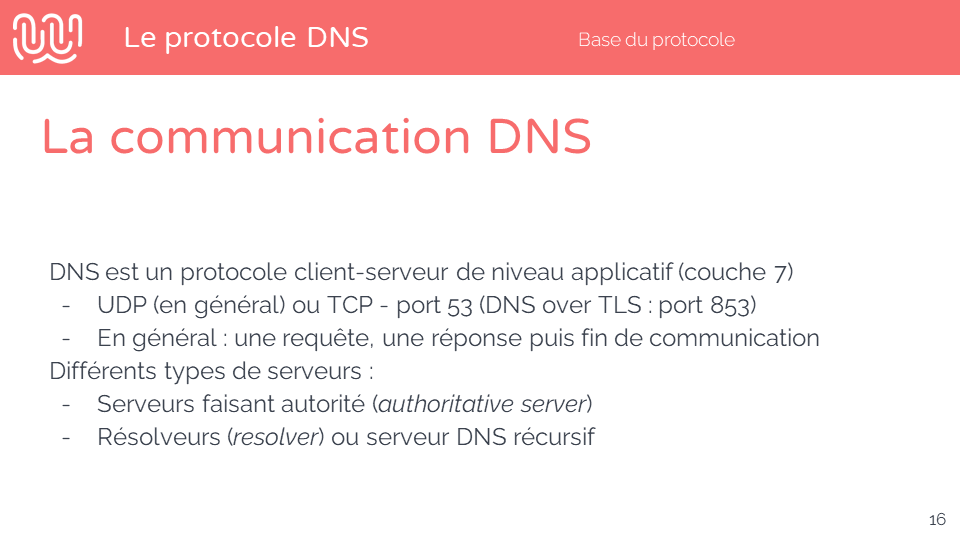 Le protocole DNS
Base du protocole
La communication DNS
DNS est un protocole client-serveur de niveau applicatif (couche 7)
- UDP (en général) ou TCP - port 53 (DNS over TLS : port 853)
- En général : une requête, une réponse puis fin de communication
Différents types de serveurs :
- Serveurs faisant autorité (authoritative server)
- Résolveurs (resolver) ou serveur DNS récursif
16